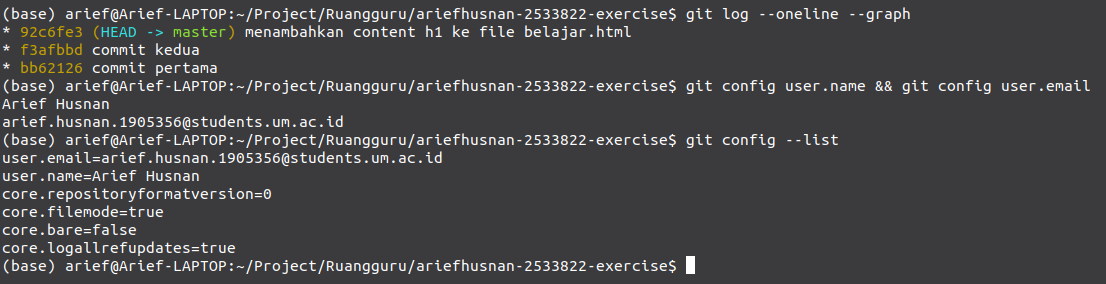 (base) arief@Arief-LAPTOP:~/Project/Ruangguru/ariefhusnan-2533822-exercise$ git log --oneline --graph
* 92c6fe3 (HEAD -> master) menambahkan content h1 ke file belajar.html
* f3afbbd commit kedua
* bb62126 commit pertama
(base) arief@Arief-LAPTOP:~/Project/Ruangguru/ariefhusnan-2533822-exercise$ git config user.name && git config user.email
Arief Husnan
arief.husnan.1905356@students.um.ac.id
(base) arief@Arief-LAPTOP:~/Project/Ruangguru/ariefhusnan-2533822-exercise$ git config --list
user.email=arief.husnan.1905356@students.um.ac.id
user.name=Arief Husnan
core.repositoryformatversion=0
core.filemode=true
core.bare=false
core.logallrefupdates=true
(base) arief@Arief-LAPTOP:~/Project/Ruangguru/ariefhusnan-2533822-exercise$